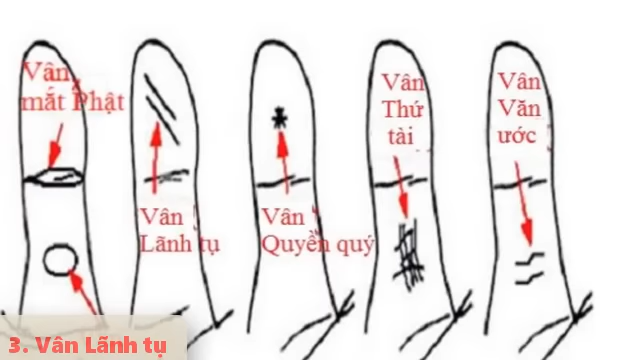 Vân
mắt Phật
Vân
Lãnh tụ
Vân
Quyền quý
Vân
Thứ
tài
Vân
Văn
ước
3. Vân Lãnh tụ